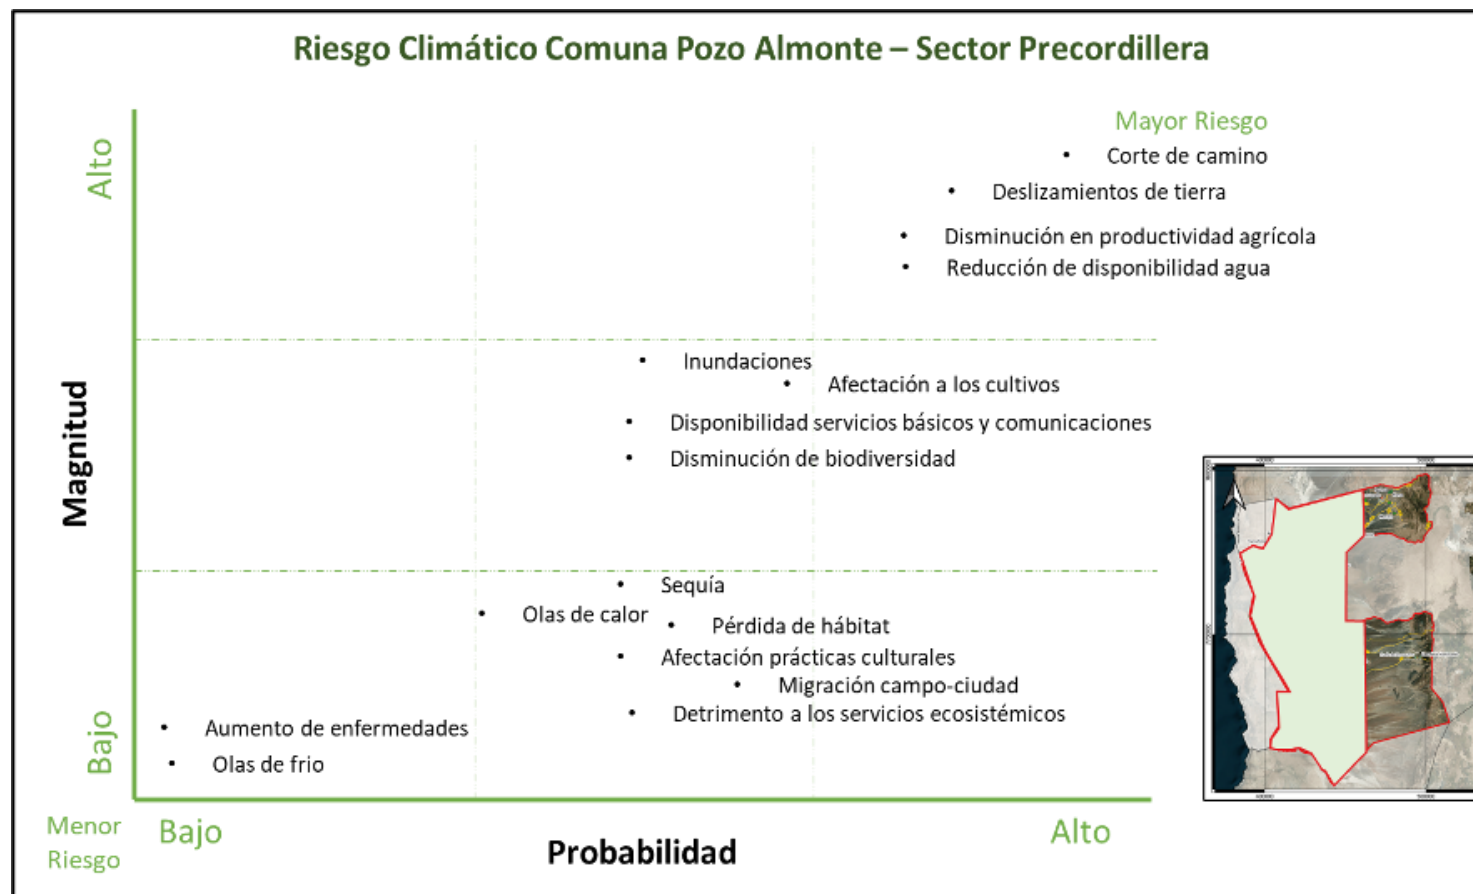 Riesgo Climático Comuna Pozo Almonte – Sector Precordillera
Mayor Riesgo
Alto
• Corte de camino
• Deslizamientos de tierra
• Disminución en productividad agrícola
• Reducción de disponibilidad agua
Magnitud
• Inundaciones
• Afectación a los cultivos
• Disponibilidad servicios básicos y comunicaciones
• Disminución de biodiversidad
• Sequía
• Olas de calor
• Pérdida de hábitat
• Afectación prácticas culturales
• Migración campo-ciudad
• Detrimento a los servicios ecosistémicos
Bajo
• Aumento de enfermedades
• Olas de frio
Menor
Riesgo
Bajo
Alto
Probabilidad